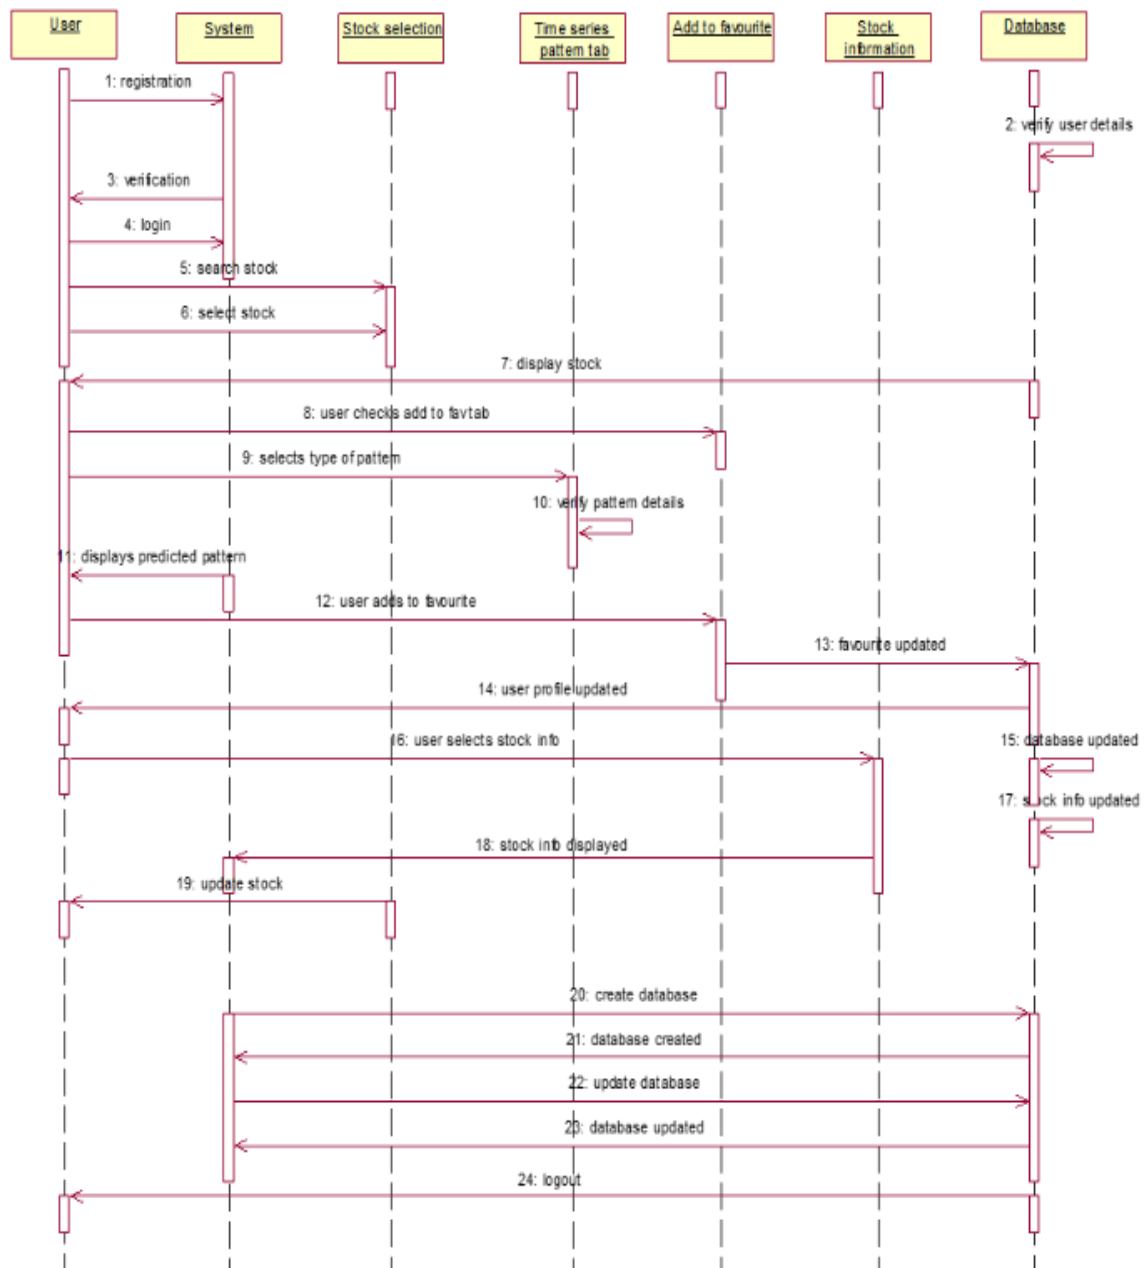 User
System
Stock selection
Time series
pattern tab
Add to favourite
Stock
information
Database
1: registration
2: verify user details
3: verification
4: login
5: search stock
6: select stock
7: display stock
8: user checks add to fav tab
9: selects type of pattern
10: verify pattern details
11: displays predicted pattern
12: user adds to favourite
13: favourite updated
14: user profile updated
16: user selects stock info
15: database updated
17: stock info updated
18: stock info displayed
19: update stock
20: create database
21: database created
22: update database
23: database updated
24: logout